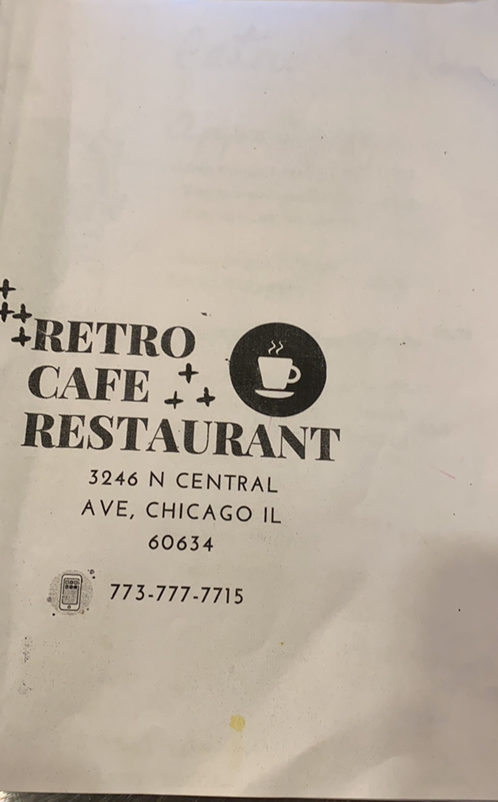 RETRO
CAFE
RESTAURANT
3246 N CENTRAL
AVE, CHICAGO IL
60634
773-777-7715